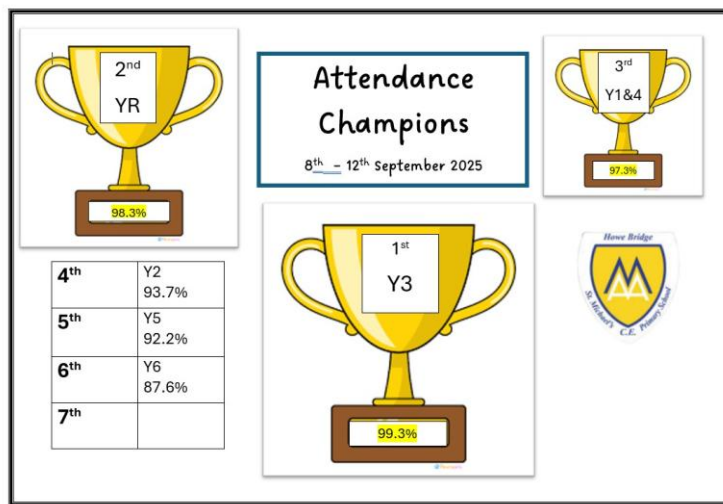 2nd
YR
98.3%
Attendance
Champions
8th – 12th September 2025
3rd
Y1&4
97.3%
1st
Y3
99.3%
Howe Bridge
St. Michael's C.E. Primary School
4th Y2
93.7%
5th Y5
92.2%
6th Y6
87.6%
7th